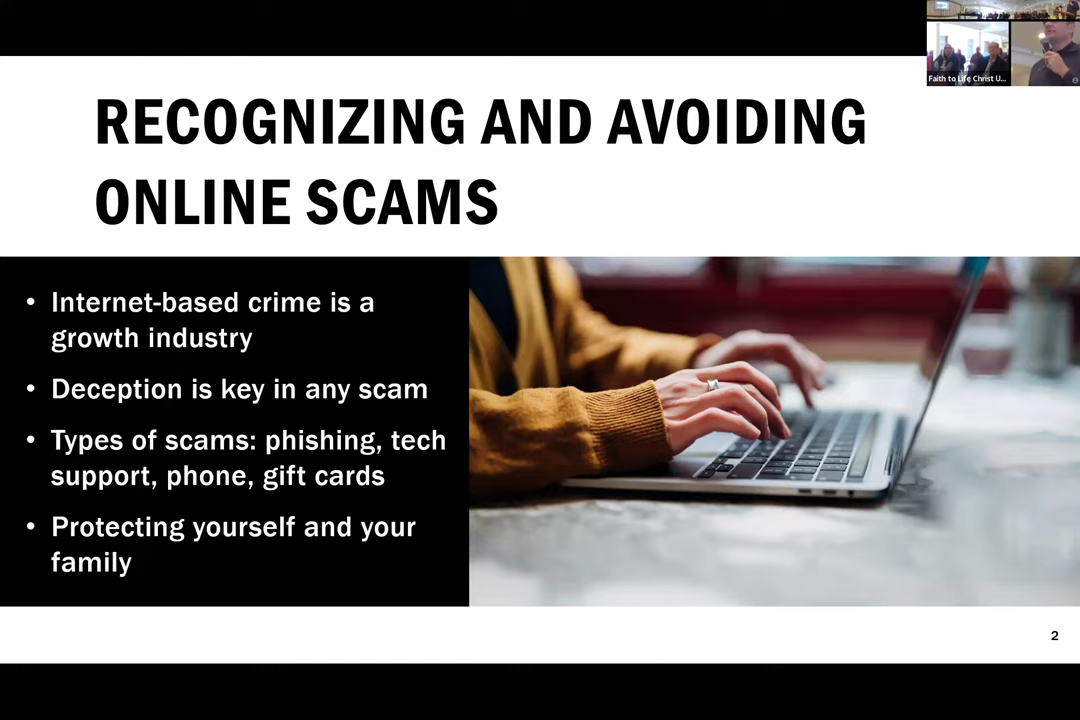 Faith to Life Christ U...
RECOGNIZING AND AVOIDING
ONLINE SCAMS
• Internet-based crime is a
growth industry
• Deception is key in any scam
• Types of scams: phishing, tech
support, phone, gift cards
• Protecting yourself and your
family
2